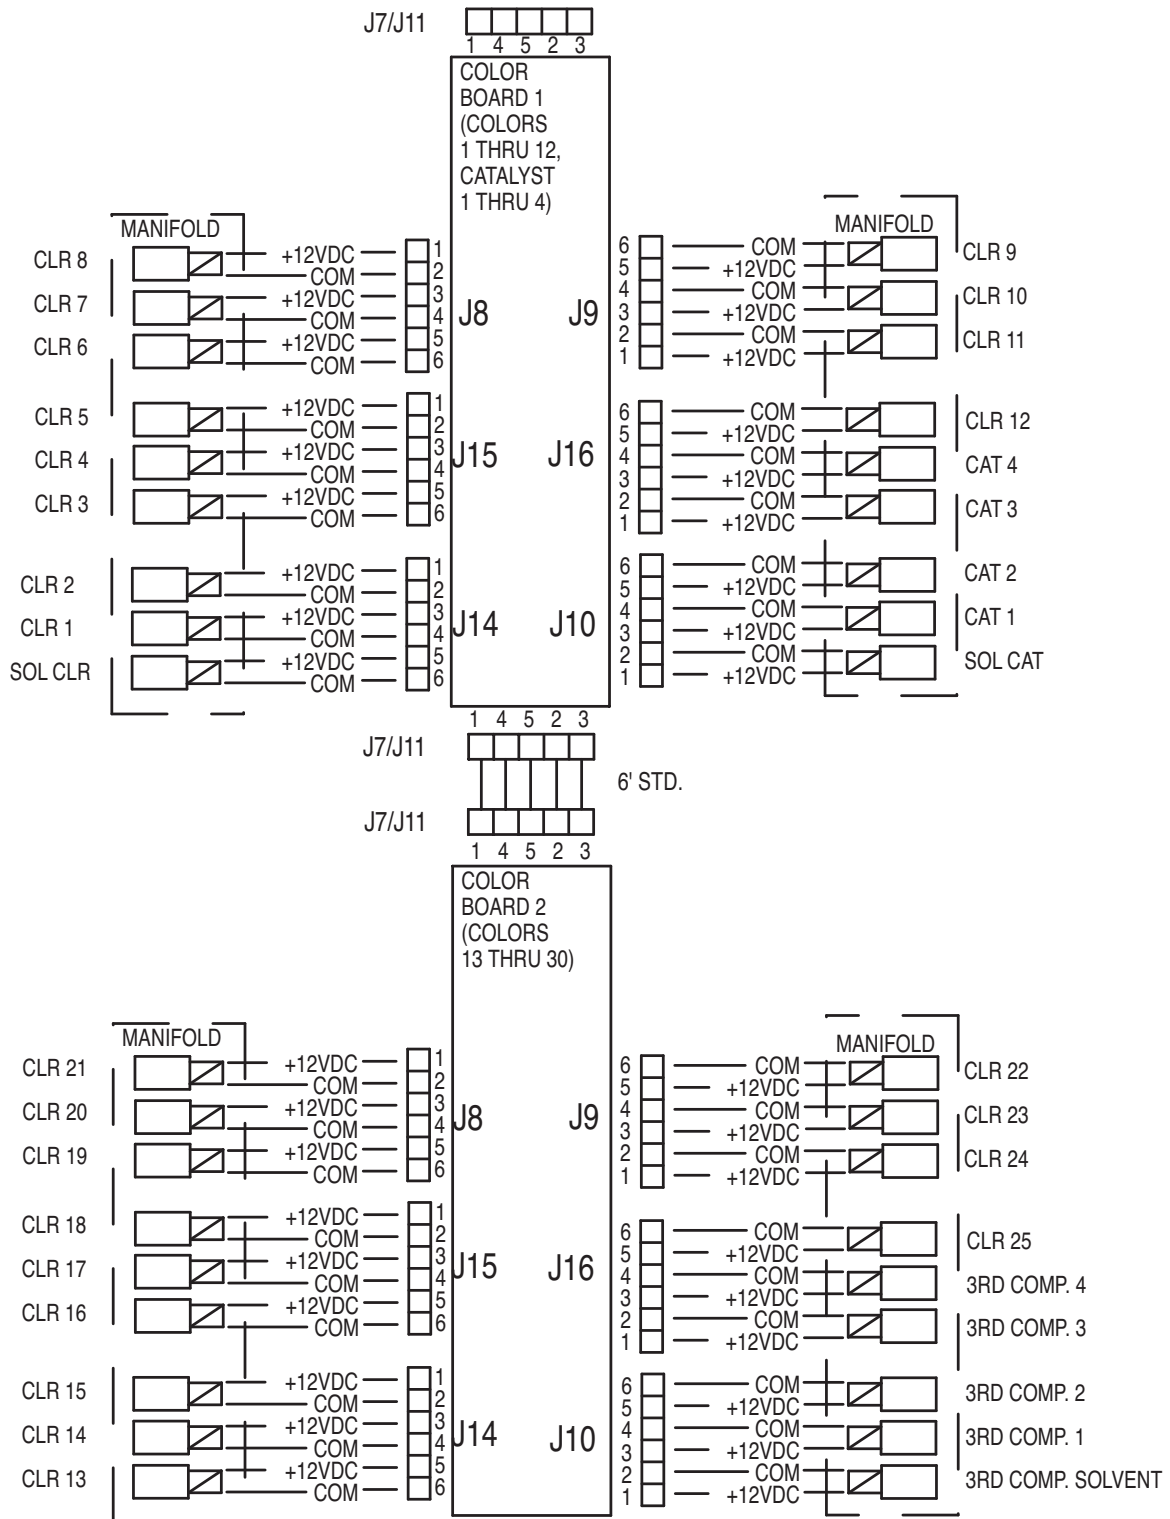 J7/J11
1 4 5 2 3
COLOR
BOARD 1
(COLORS
1 THRU 12,
CATALYST
1 THRU 4)
MANIFOLD
CLR 8
+12VDC
1
COM
2
CLR 7
+12VDC
3
COM
4
CLR 6
+12VDC
5
COM
6
J8
CLR 5
+12VDC
1
COM
2
CLR 4
+12VDC
3
COM
4
CLR 3
+12VDC
5
COM
6
J15
CLR 2
+12VDC
1
COM
2
CLR 1
+12VDC
3
COM
4
SOL CLR
+12VDC
5
COM
6
J14
MANIFOLD
J9
6
COM
CLR 9
5
+12VDC
4
COM
CLR 10
3
+12VDC
2
COM
CLR 11
1
+12VDC
J16
6
COM
CLR 12
5
+12VDC
4
COM
CAT 4
3
+12VDC
2
COM
CAT 3
1
+12VDC
J10
6
COM
CAT 2
5
+12VDC
4
COM
CAT 1
3
+12VDC
2
COM
SOL CAT
1
+12VDC
1 4 5 2 3
J7/J11
6' STD.
J7/J11
1 4 5 2 3
COLOR
BOARD 2
(COLORS
13 THRU 30)
MANIFOLD
CLR 21
+12VDC
1
COM
2
CLR 20
+12VDC
3
COM
4
CLR 19
+12VDC
5
COM
6
J8
CLR 18
+12VDC
1
COM
2
CLR 17
+12VDC
3
COM
4
CLR 16
+12VDC
5
COM
6
J15
CLR 15
+12VDC
1
COM
2
CLR 14
+12VDC
3
COM
4
CLR 13
+12VDC
5
COM
6
J14
MANIFOLD
J9
6
COM
CLR 22
5
+12VDC
4
COM
CLR 23
3
+12VDC
2
COM
CLR 24
1
+12VDC
J16
6
COM
CLR 25
5
+12VDC
4
COM
3RD COMP. 4
3
+12VDC
2
COM
3RD COMP. 3
1
+12VDC
J10
6
COM
3RD COMP. 2
5
+12VDC
4
COM
3RD COMP. 1
3
+12VDC
2
COM
3RD COMP. SOLVENT
1
+12VDC